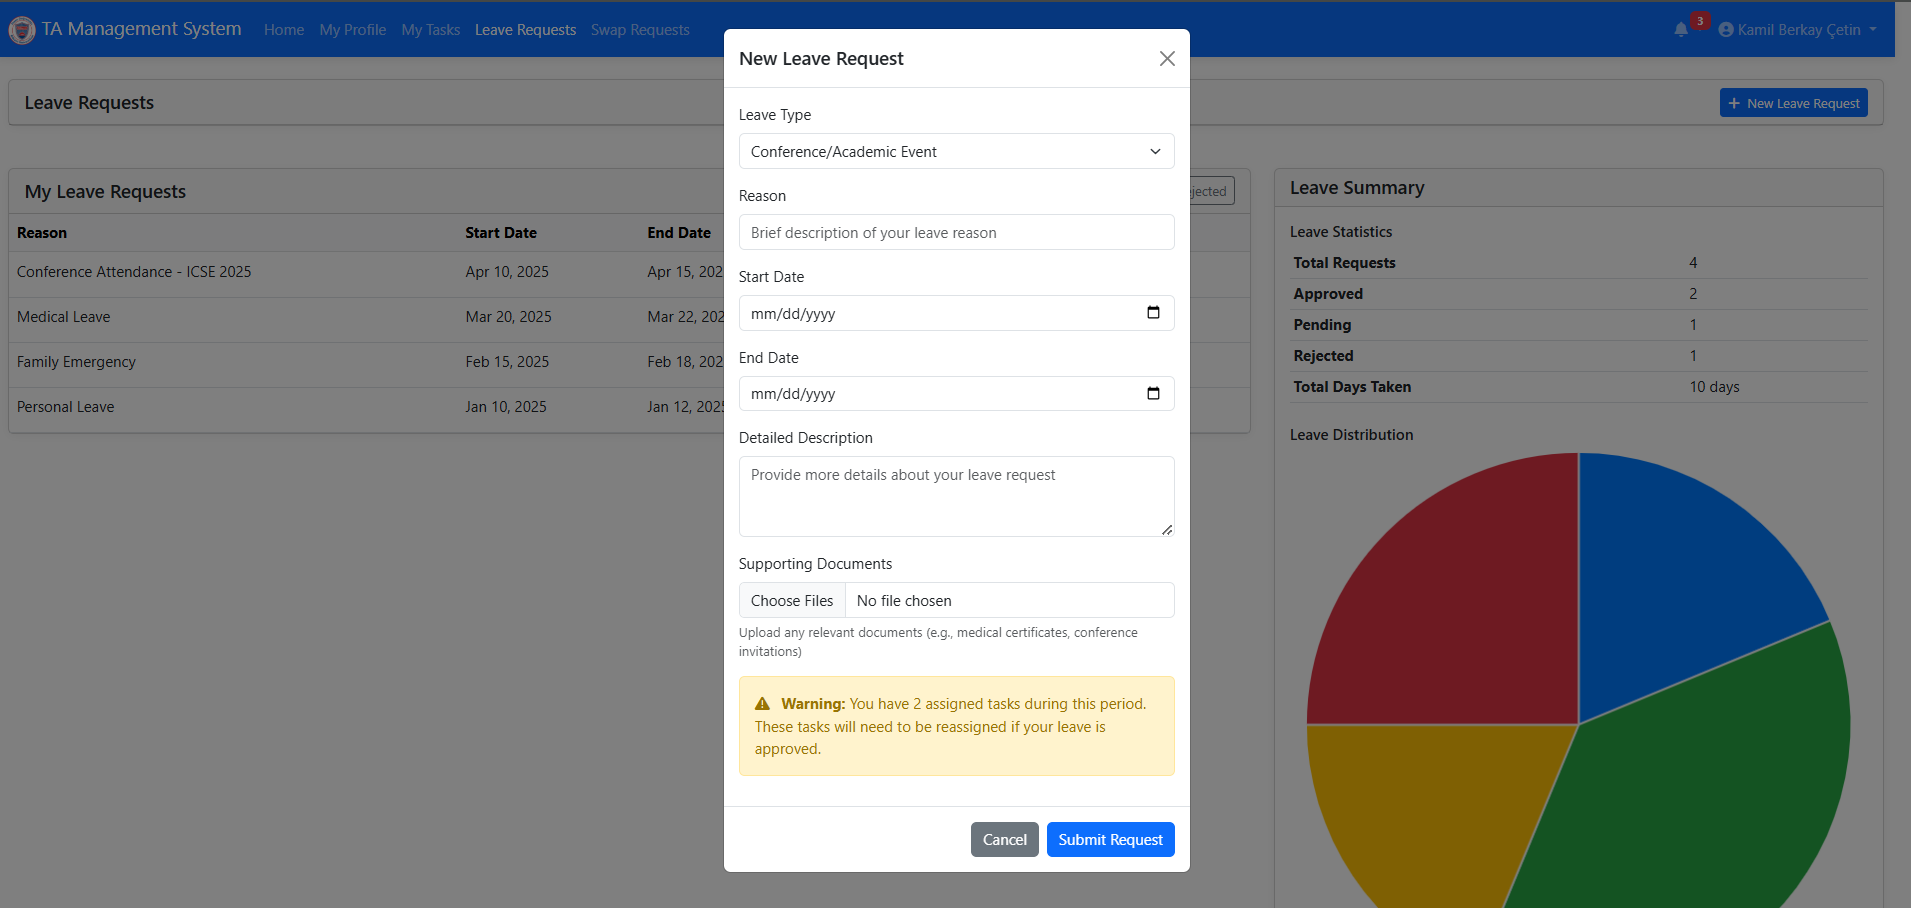 TA Management System
Home
My Profile
My Tasks
Leave Requests
Swap Requests
3
Kamil Berkay Çetin
Leave Requests
New Leave Request
My Leave Requests
jected
Reason
Start Date
End Date
Conference Attendance - ICSE 2025
Apr 10, 2025
Apr 15, 202
Medical Leave
Mar 20, 2025
Mar 22, 202
Family Emergency
Feb 15, 2025
Feb 18, 202
Personal Leave
Jan 10, 2025
Jan 12, 2025
New Leave Request
Leave Type
Conference/Academic Event
Reason
Brief description of your leave reason
Start Date
mm/dd/yyyy
End Date
mm/dd/yyyy
Detailed Description
Provide more details about your leave request
Supporting Documents
Choose Files
No file chosen
Upload any relevant documents (e.g., medical certificates, conference
invitations)
Warning: You have 2 assigned tasks during this period.
These tasks will need to be reassigned if your leave is
approved.
Cancel
Submit Request
Leave Summary
Leave Statistics
Total Requests 4
Approved 2
Pending 1
Rejected 1
Total Days Taken 10 days
Leave Distribution